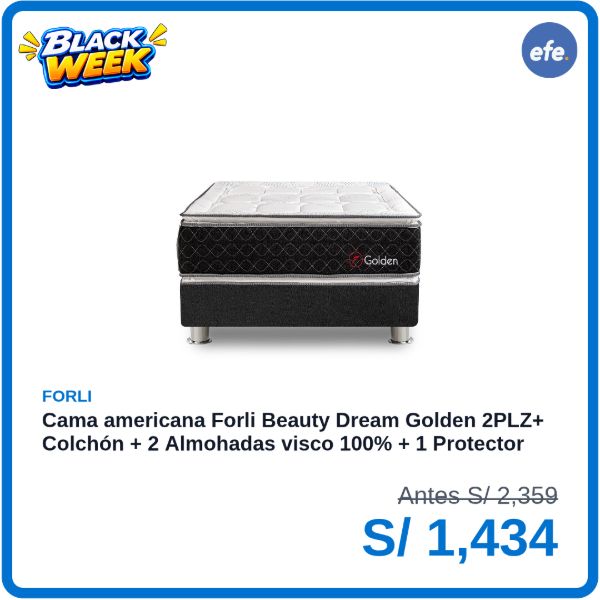 BLACK
WEEK
efe.
Golden
FORLI
Cama americana Forli Beauty Dream Golden 2PLZ+
Colchón + 2 Almohadas visco 100% + 1 Protector
Antes S/ 2,359
S/ 1,434